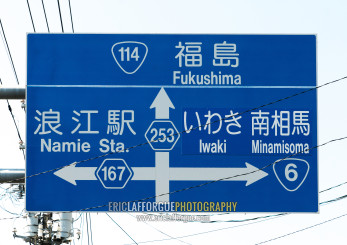 114 福島
Fukushima
浪江駅 253 いわき 南相馬
Namie Sta. Iwaki Minamisoma
167 6
ERICLAFFORGUEPHOTOGRAPHY
www.ericlafforgue.com